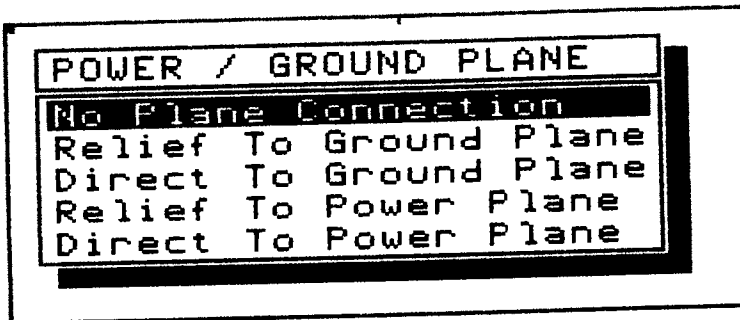 POWER / GROUND PLANE
No Plane Connection
Relief To Ground Plane
Direct To Ground Plane
Relief To Power Plane
Direct To Power Plane